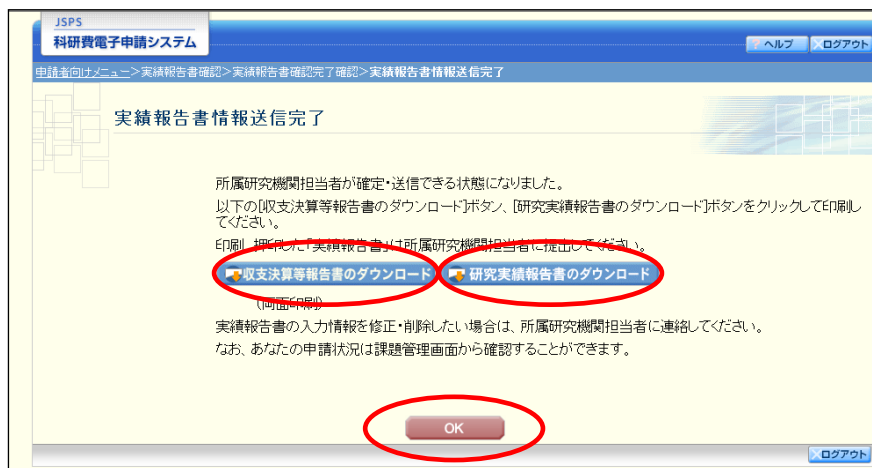 JSPS
科研費電子申請システム
ヘルプ ログアウト
申請者向けメニュー>実績報告書確認>実績報告書確認完了確認>実績報告書情報送信完了
実績報告書情報送信完了
所属研究機関担当者が確定・送信できる状態になりました。
以下の[収支決算等報告書のダウンロード]ボタン、[研究実績報告書のダウンロード]ボタンをクリックして印刷し
てください。
印刷、押印した「実績報告書」は所属研究機関担当者に提出してください。
収支決算等報告書のダウンロード 研究実績報告書のダウンロード
(両面印刷)
実績報告書の入力情報を修正・削除したい場合は、所属研究機関担当者に連絡してください。
なお、あなたの申請状況は課題管理画面から確認することができます。
OK
ログアウト